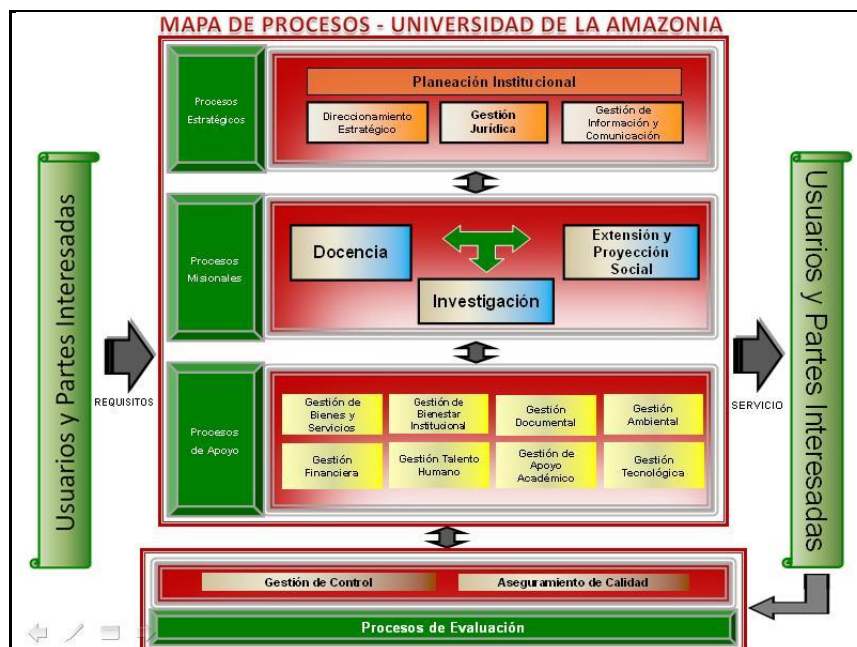 MAPA DE PROCESOS - UNIVERSIDAD DE LA AMAZONIA
Usuarios y Partes Interesadas
REQUISITOS
Procesos
Estratégicos
Planeación Institucional
Direccionamiento
Estratégico
Gestión
Jurídica
Gestión de
Información y
Comunicación
Procesos
Misionales
Docencia
Investigación
Extensión y
Proyección
Social
Procesos
de Apoyo
Gestión de
Bienes y
Servicios
Gestión de
Bienestar
Institucional
Gestión
Documental
Gestión
Ambiental
Gestión
Financiera
Gestión Talento
Humano
Gestión de
Apoyo
Académico
Gestión
Tecnológica
SERVICIO
Usuarios y Partes Interesadas
Gestión de Control
Aseguramiento de Calidad
Procesos de Evaluación